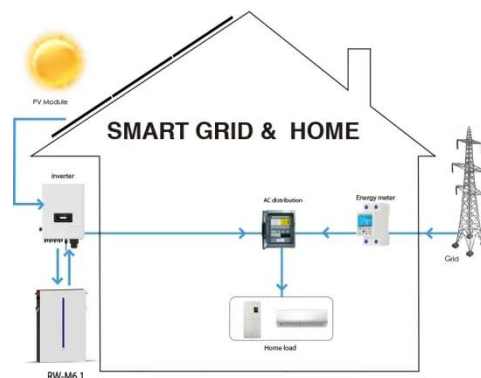 PV Module
SMART GRID & HOME
Inverter
AC distribution
Energy meter
Grid
Home load
RW-M6.1